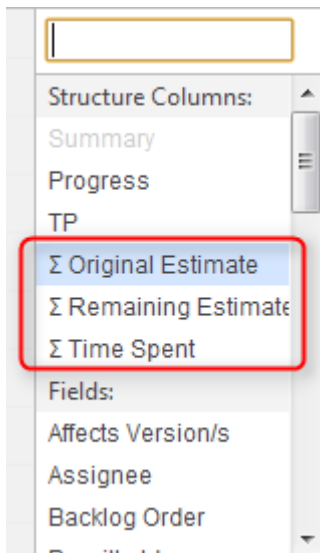 Structure Columns:
Summary
Progress
TP
Σ Original Estimate
Σ Remaining Estimate
Σ Time Spent
Fields:
Affects Version/s
Assignee
Backlog Order